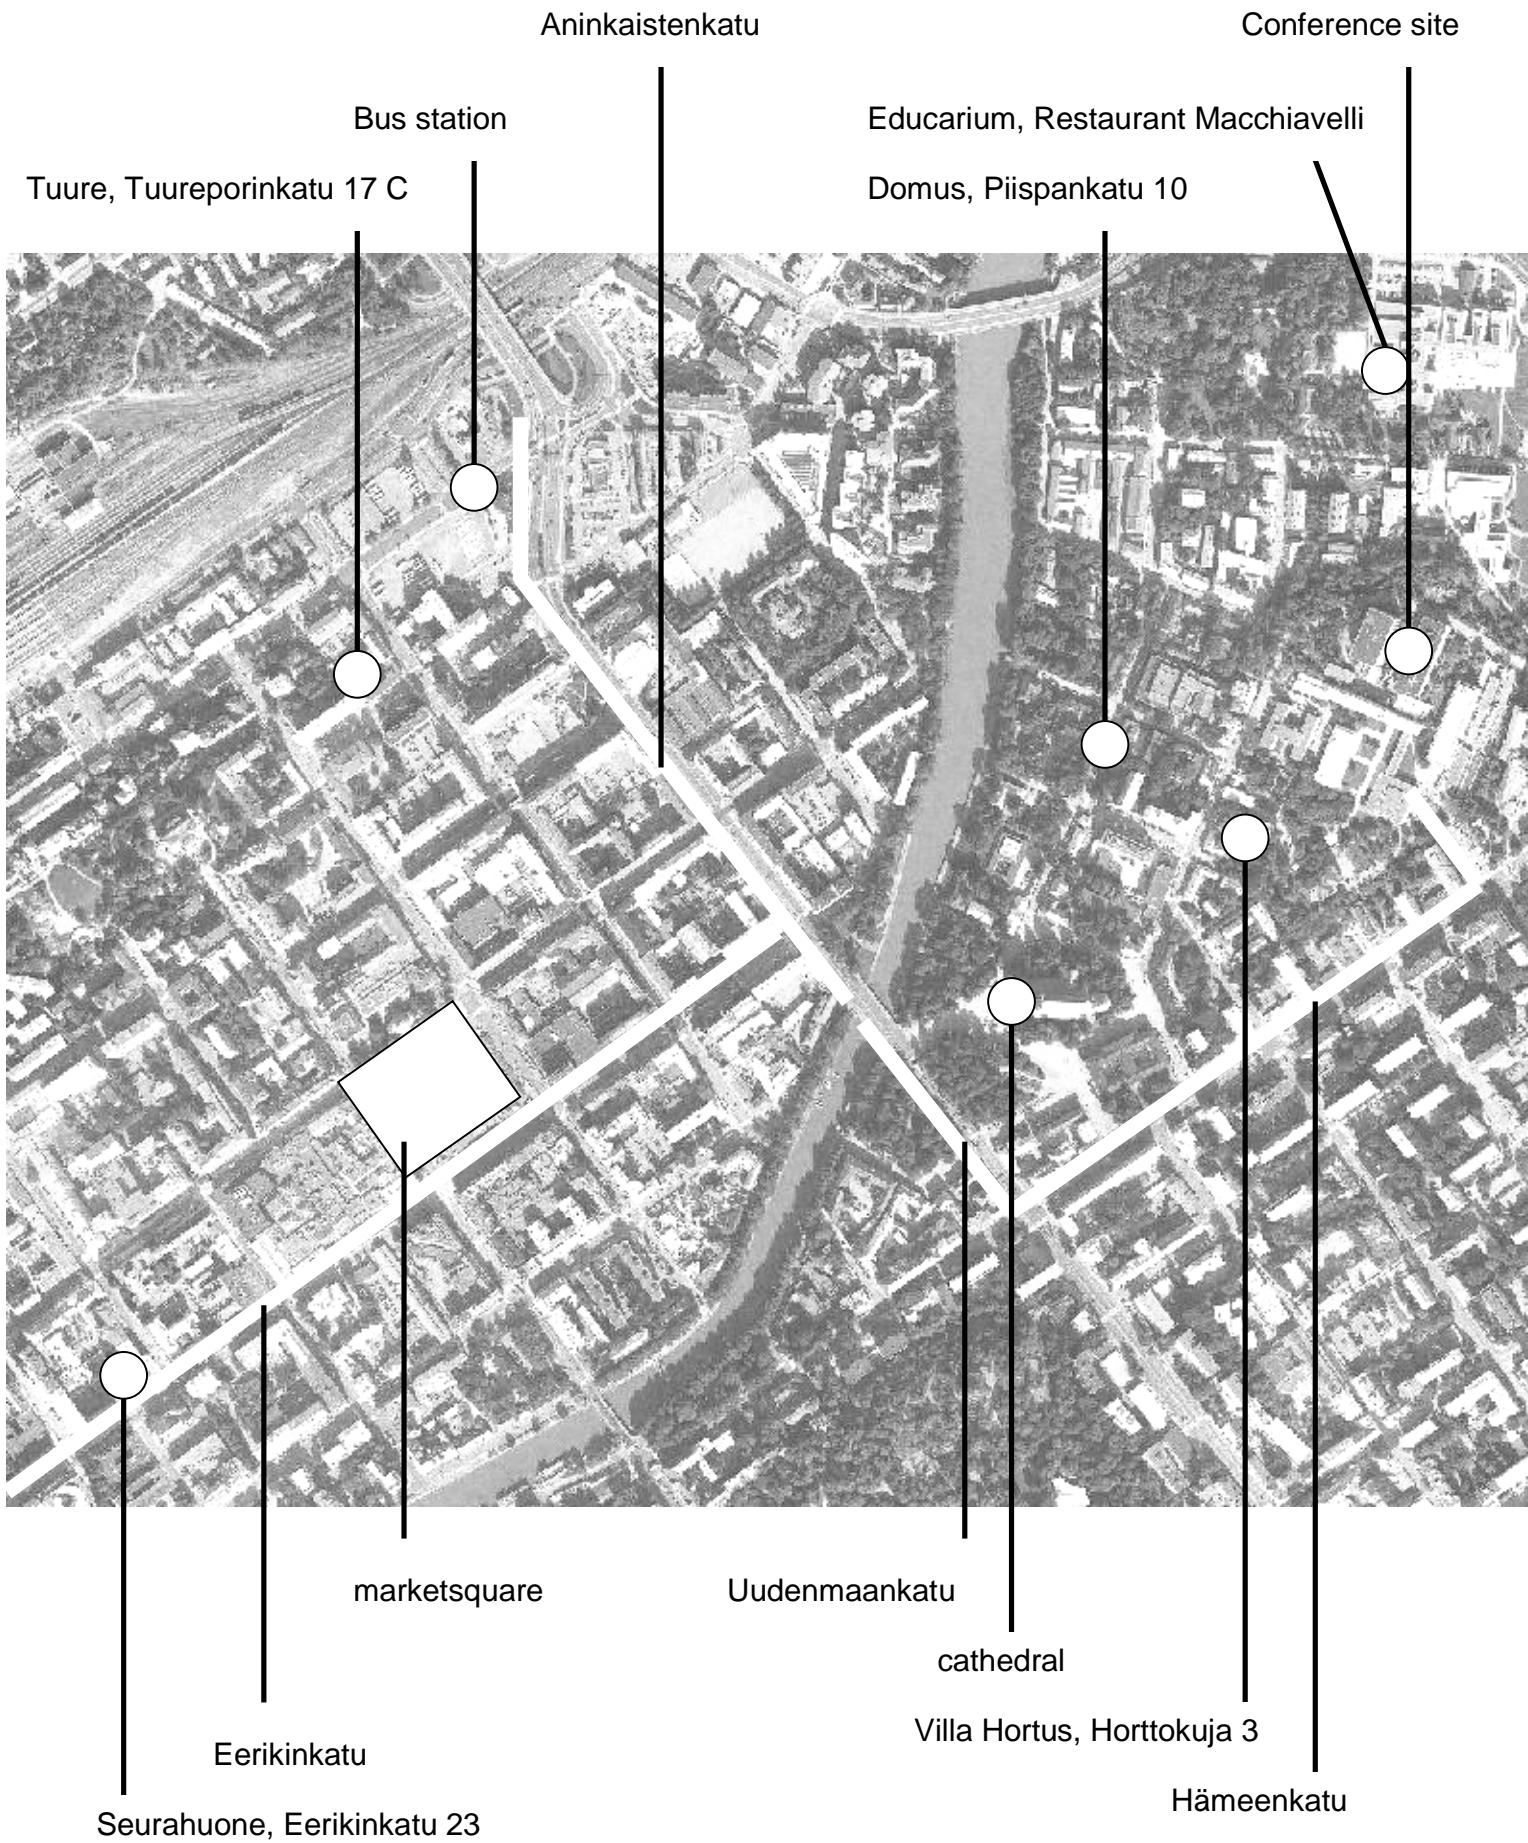 Aninkaistenkatu
Conference site
Bus station
Educarium, Restaurant Macchiavelli
Tuure, Tuureporinkatu 17 C
Domus, Piispankatu 10
marketsquare
Uudenmaankatu
cathedral
Villa Hortus, Horttokuja 3
Eerikinkatu
Hämeenkatu
Seurahuone, Eerikinkatu 23